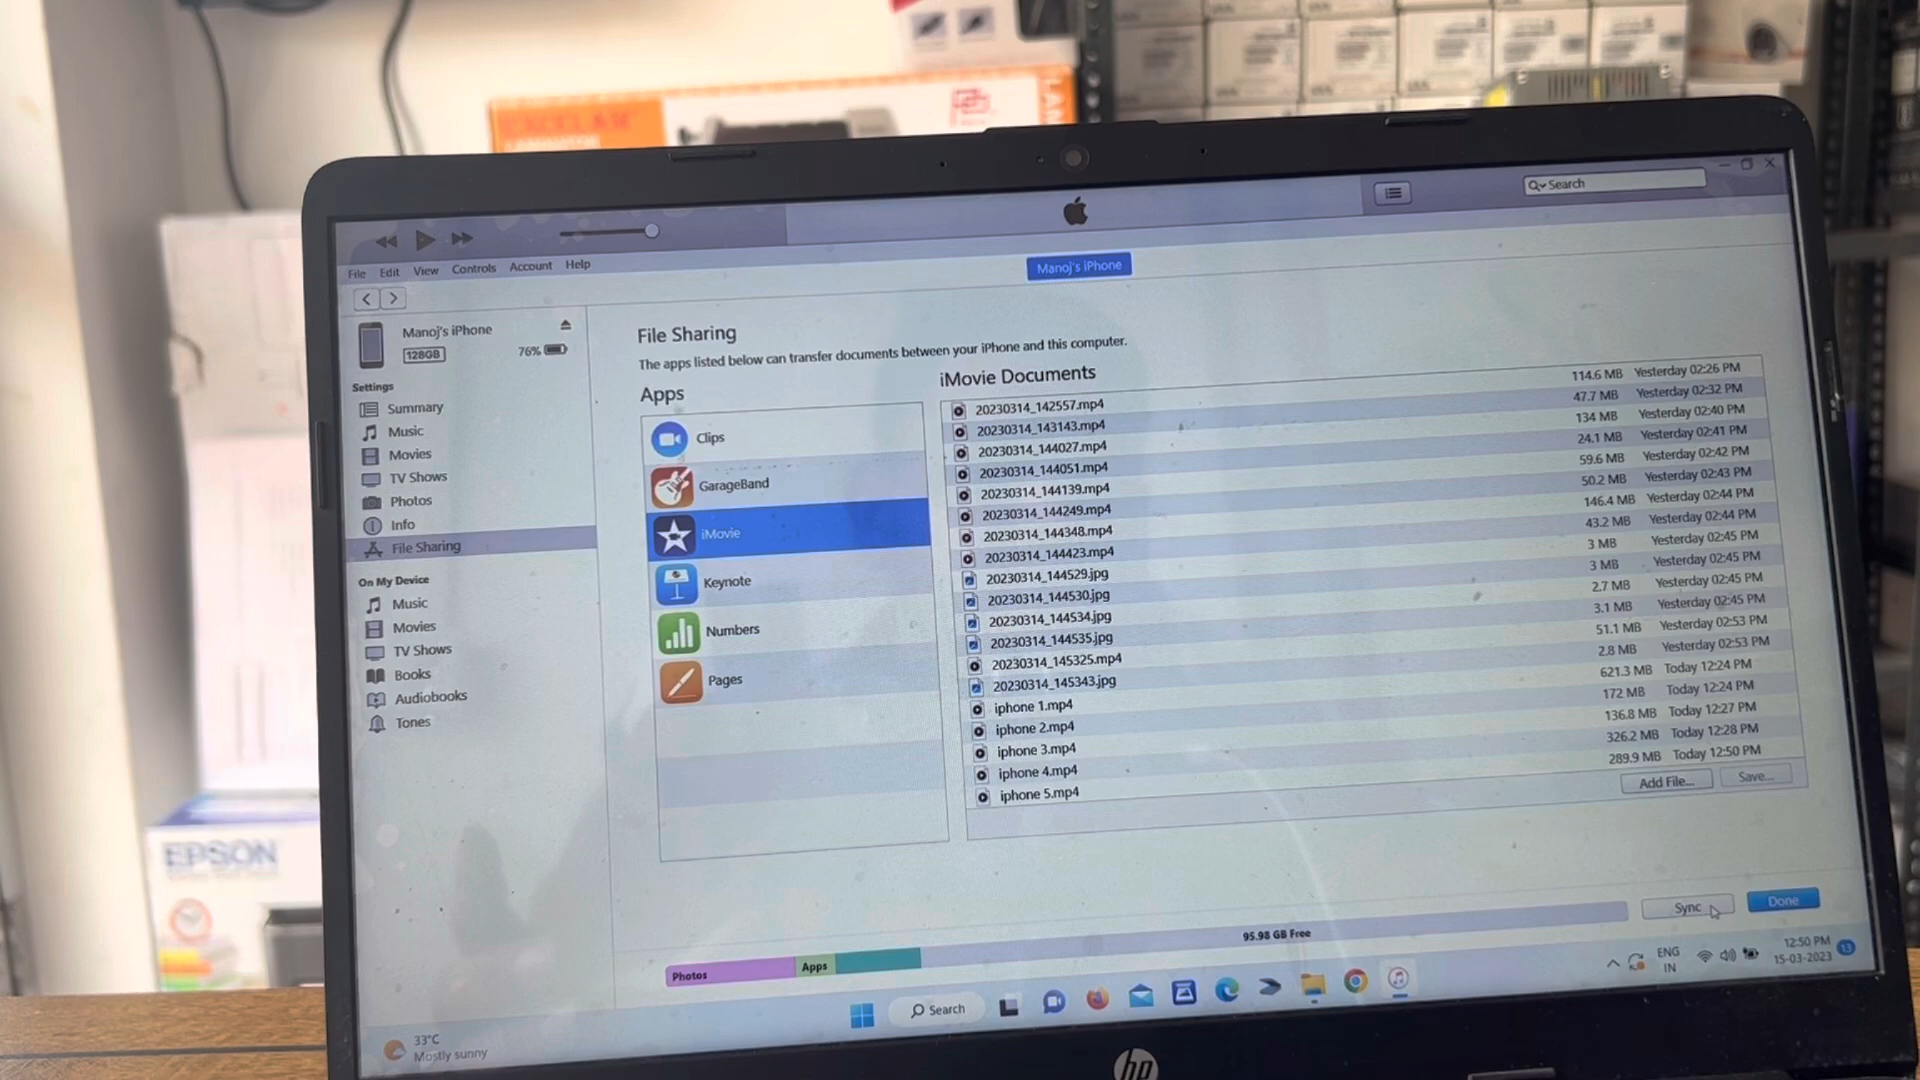 EXCELAM
LAMINATOR
LAM
Search
File Edit View Controls Account Help
Manoj's iPhone
Manoj's iPhone
128GB
76%
Settings
Summary
Music
Movies
TV Shows
Photos
Info
File Sharing
On My Device
Music
Movies
TV Shows
Books
Audiobooks
Tones
File Sharing
The apps listed below can transfer documents between your iPhone and this computer.
Apps
Clips
GarageBand
iMovie
Keynote
Numbers
Pages
iMovie Documents
20230314_142557.mp4 114.6 MB Yesterday 02:26 PM
20230314_143143.mp4 47.7 MB Yesterday 02:32 PM
20230314_144027.mp4 134 MB Yesterday 02:40 PM
20230314_144051.mp4 24.1 MB Yesterday 02:41 PM
20230314_144139.mp4 59.6 MB Yesterday 02:42 PM
20230314_144249.mp4 50.2 MB Yesterday 02:43 PM
20230314_144348.mp4 146.4 MB Yesterday 02:44 PM
20230314_144423.mp4 43.2 MB Yesterday 02:44 PM
20230314_144529.jpg 3 MB Yesterday 02:45 PM
20230314_144530.jpg 3 MB Yesterday 02:45 PM
20230314_144534.jpg 2.7 MB Yesterday 02:45 PM
20230314_144535.jpg 3.1 MB Yesterday 02:45 PM
20230314_145325.mp4 51.1 MB Yesterday 02:53 PM
20230314_145343.jpg 2.8 MB Yesterday 02:53 PM
iphone 1.mp4 621.3 MB Today 12:24 PM
iphone 2.mp4 172 MB Today 12:24 PM
iphone 3.mp4 136.8 MB Today 12:27 PM
iphone 4.mp4 326.2 MB Today 12:28 PM
iphone 5.mp4 289.9 MB Today 12:50 PM
Add File... Save...
Photos Apps 95.98 GB Free
Sync Done
33°C
Mostly sunny
Search
ENG
IN
12:50 PM
15-03-2023
13
hp
EPSON